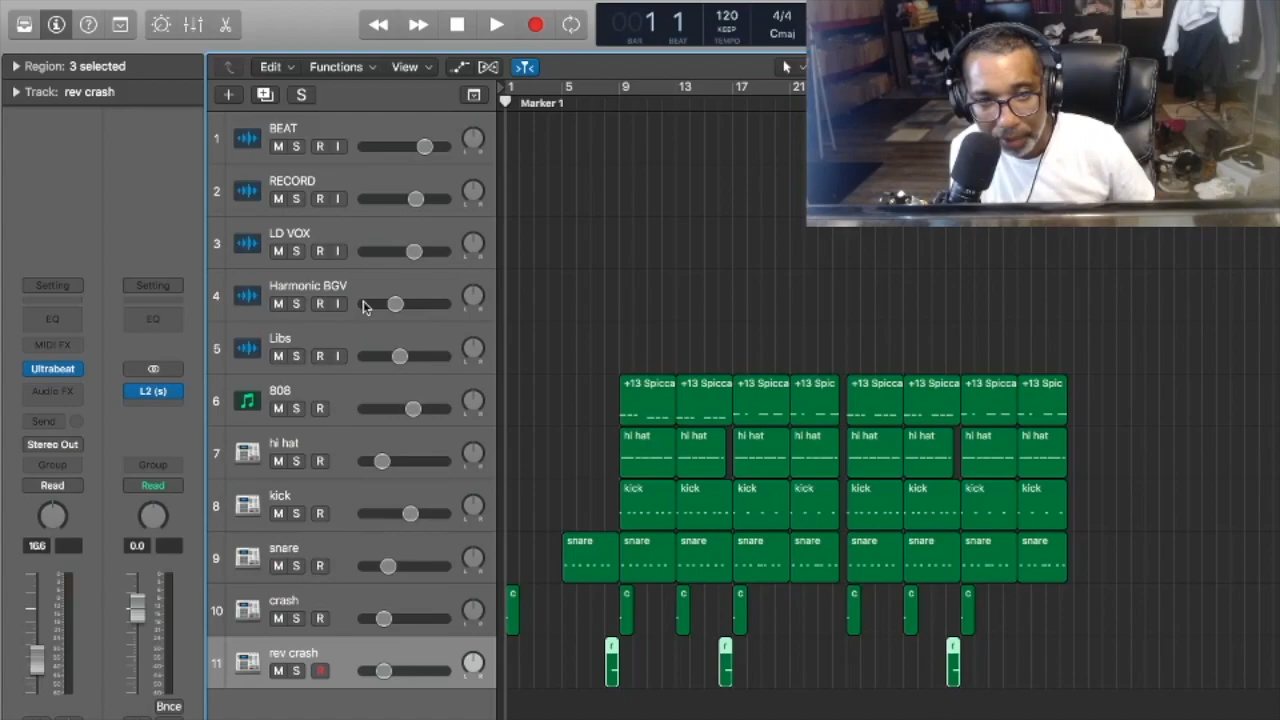 1 1
BAR BEAT
120
KEEP
TEMPO
4/4
Cmaj
Region: 3 selected
Track: rev crash
Edit Functions View
+ S
1 5 9 13 17 21
Marker 1
1 BEAT
M S R I
2 RECORD
M S R I
3 LD VOX
M S R I
4 Harmonic BGV
M S R I
5 Libs
M S R I
6 808
M S R
7 hi hat
M S R
8 kick
M S R
9 snare
M S R
10 crash
M S R
11 rev crash
M S R
+13 Spicca +13 Spicca +13 Spicca +13 Spic +13 Spicca +13 Spicca +13 Spicca +13 Spic
hi hat hi hat hi hat hi hat hi hat hi hat hi hat hi hat
kick kick kick kick kick kick kick kick
snare snare snare snare snare snare snare snare snare
c c c c c c c
r r r
Setting Setting
EQ EQ
MIDI FX
Ultrabeat
Audio FX L2 (s)
Send
Stereo Out
Group Group
Read Read
16.6 0.0
Bnce